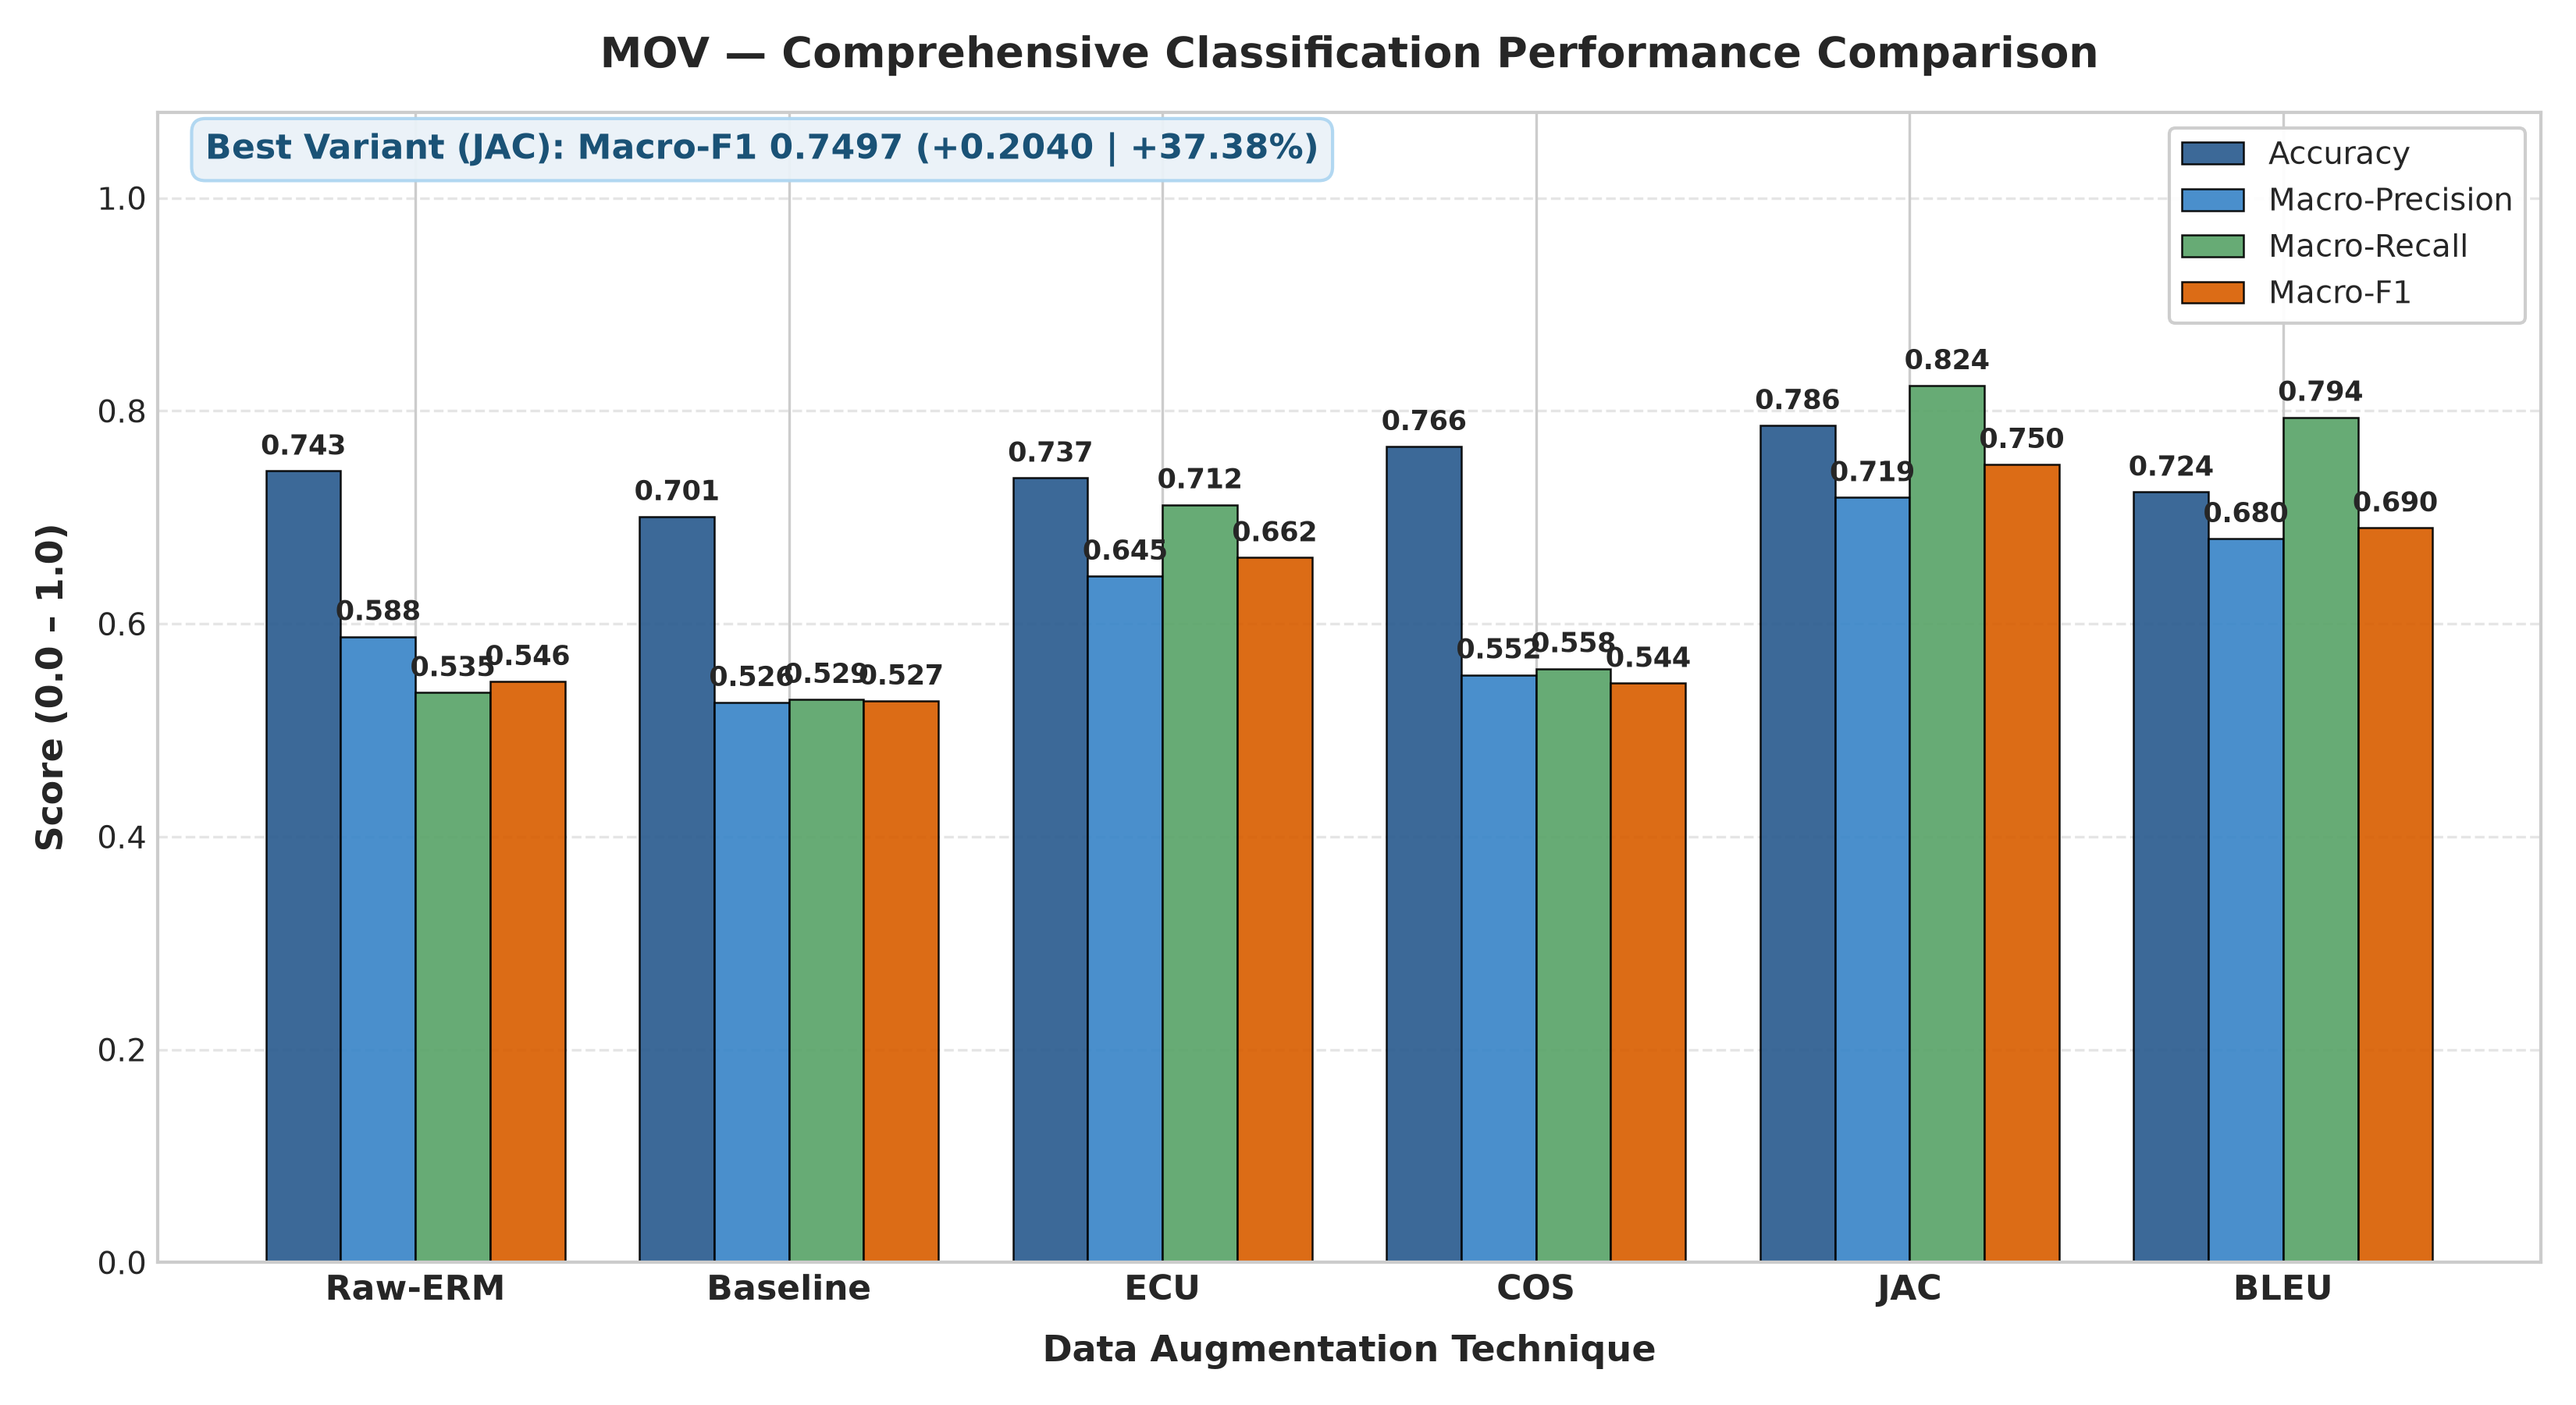 MOV — Comprehensive Classification Performance Comparison
Best Variant (JAC): Macro-F1 0.7497 (+0.2040 | +37.38%)
Accuracy
Macro-Precision
Macro-Recall
Macro-F1
Score (0.0 – 1.0)
1.0
0.8
0.6
0.4
0.2
0.0
0.743
0.588
0.535
0.546
0.701
0.526
0.529
0.527
0.737
0.645
0.712
0.662
0.766
0.552
0.558
0.544
0.786
0.719
0.824
0.750
0.724
0.680
0.794
0.690
Raw-ERM
Baseline
ECU
COS
JAC
BLEU
Data Augmentation Technique